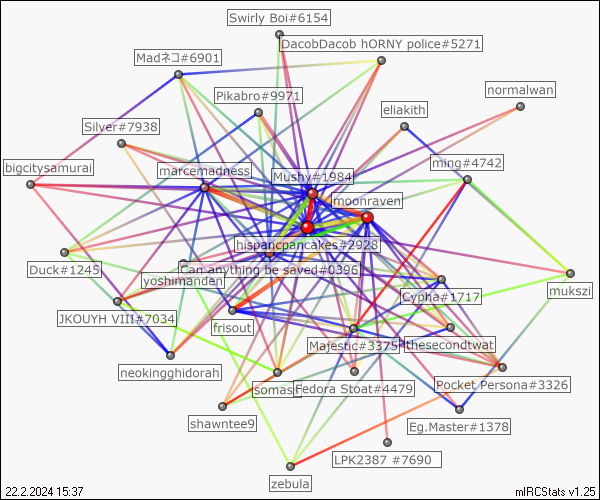 Swirly Boi#6154
DacobDacob hORNY police#5271
Madネコ#6901
Pikabro#9971
normalwan
eliakith
Silver#7938
bigcitysamurai
marcemadness
Mushy#1984
ming#4742
moonraven
hispancpancakes#2928
Duck#1245
yoshimanden
Can anything be saved#0396
mukszi
Cypha#1717
JKOUYH VIII#7034
frisout
Majestic#3375
thesecondtwat
neokingghidorah
somast
Fedora Stoat#4479
Pocket Persona#3326
shawntee9
Eg.Master#1378
LPK2387 #7690
zebula
22.2.2024 15:37
mIRCStats v1.25